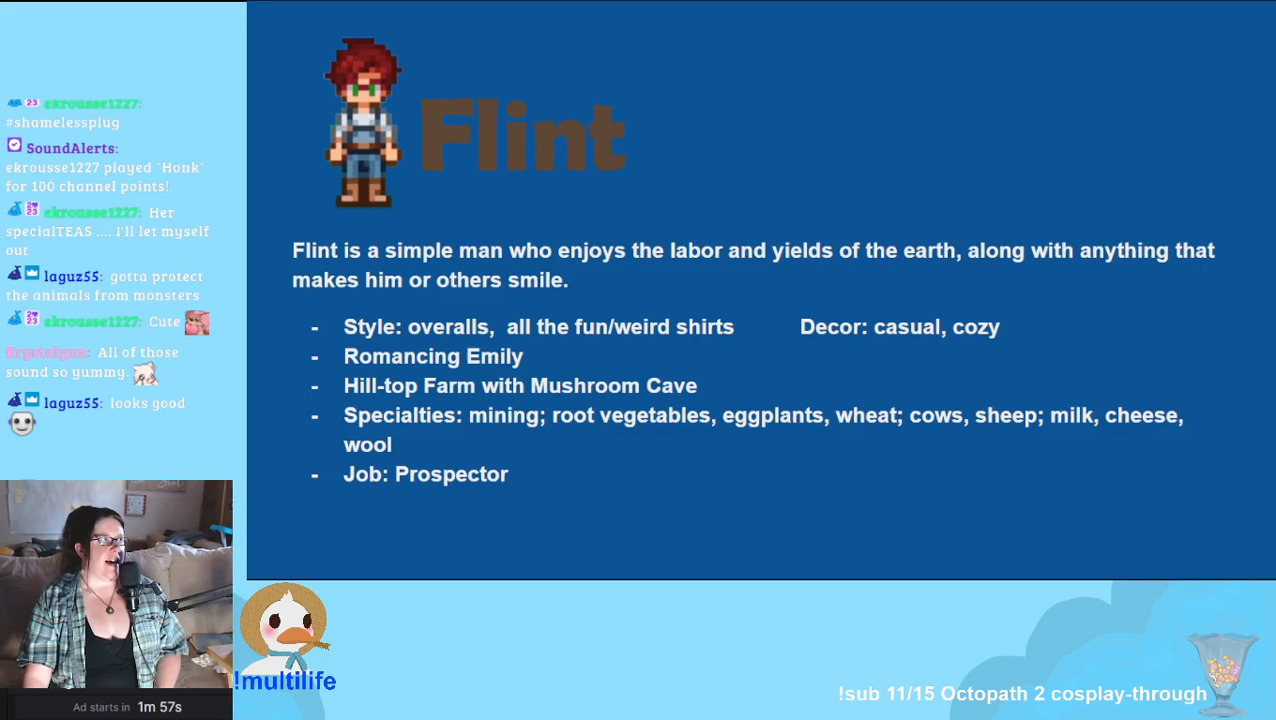 23 ekrousse1227:
#shamelessplug
SoundAlerts:
ekrousse1227 played "Honk"
for 100 channel points!
23 ekrousse1227: Her
specialTEAS .... I'll let myself
out
laguz55: gotta protect
the animals from monsters
23 ekrousse1227: Cute
Krystalyun: All of those
sound so yummy.
laguz55: looks good
Flint
Flint is a simple man who enjoys the labor and yields of the earth, along with anything that
makes him or others smile.
- Style: overalls, all the fun/weird shirts Decor: casual, cozy
- Romancing Emily
- Hill-top Farm with Mushroom Cave
- Specialties: mining; root vegetables, eggplants, wheat; cows, sheep; milk, cheese,
wool
- Job: Prospector
!multilife
Ad starts in 1m 57s
!sub 11/15 Octopath 2 cosplay-through